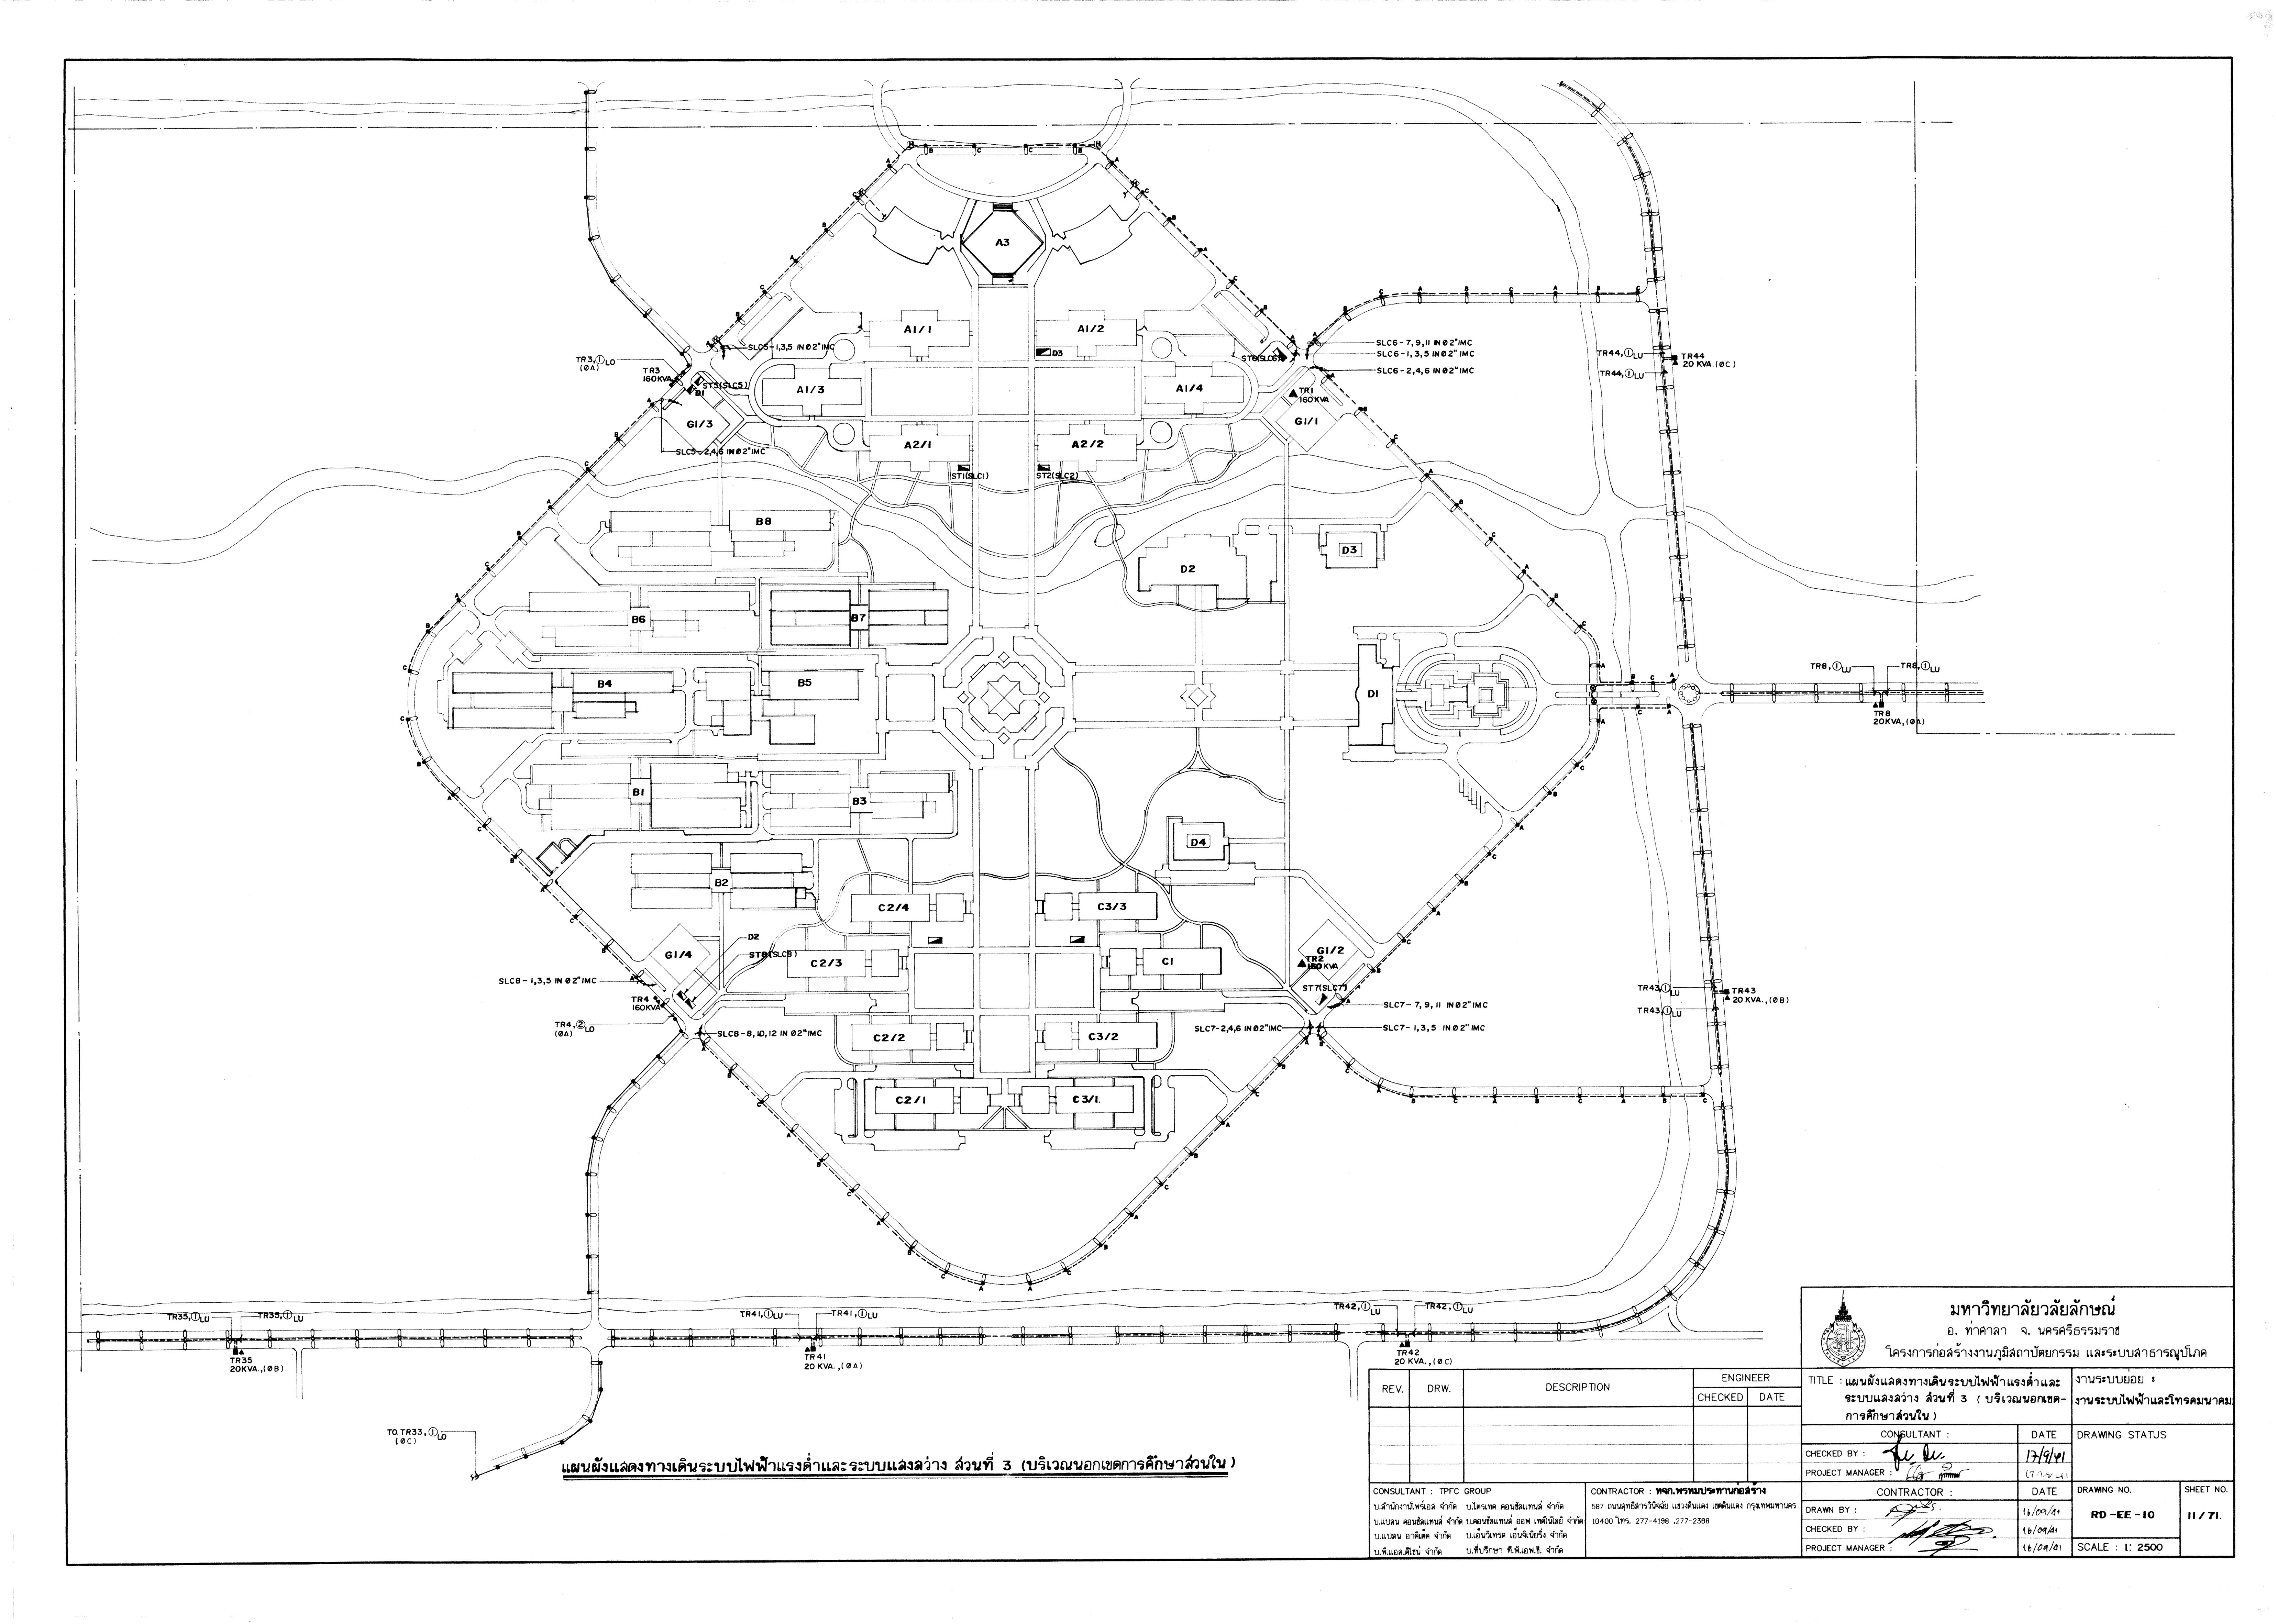 A3
A1/1
A1/2
D3
SLC5-1,3,5 IN Ø2"IMC
TR3,①LO
(ØA)
TR3
160KVA
ST5(SLC5)
D1
A1/3
A1/4
G1/3
A2/1
A2/2
SLC5-2,4,6 IN Ø2"IMC
ST1(SLC1)
ST2(SLC2)
ST6(SLC6)
SLC6-7,9,11 IN Ø2"IMC
SLC6-1,3,5 IN Ø2"IMC
SLC6-2,4,6 IN Ø2"IMC
TR1
160KVA
G1/1
TR44,①LU
TR44
20 KVA.(ØC)
TR44,①LU
B8
D2
D3
B6
B7
B4
B5
D1
TR8,①LU
TR8,①LU
TR8
20KVA,(ØA)
B1
B3
D4
B2
C2/4
C3/3
G1/4
D2
ST8(SLC8)
C2/3
C1
G1/2
TR2
160 KVA
ST7(SLC7)
SLC8-1,3,5 IN Ø2"IMC
TR4
160KVA
TR4,②LO
(ØA)
SLC8-8,10,12 IN Ø2"IMC
C2/2
C3/2
SLC7-7,9,11 IN Ø2"IMC
SLC7-2,4,6 IN Ø2"IMC
SLC7-1,3,5 IN Ø2"IMC
TR43,①LU
TR43
20 KVA.,(ØB)
TR43,①LU
C2/1
C3/1.
TR35,①LU
TR35,①LU
TR35
20KVA.,(ØB)
TR41,①LU
TR41,①LU
TR41
20 KVA.,(ØA)
TR42,①LU
TR42,①LU
TR42
20 KVA.,(ØC)
TO.TR33,①LO
(ØC)
แผนผังแสดงทางเดินระบบไฟฟ้าแรงต่ำและระบบแสงสว่าง ส่วนที่ 3 (บริเวณนอกเขตการศึกษาส่วนใน)
REV.
DRW.
DESCRIPTION
ENGINEER
CHECKED
DATE
CONSULTANT : TPFC GROUP
บ.สำนักงานไพร์เอส จำกัด บ.ไตรเทค คอนซัลแทนส์ จำกัด
บ.แปลน คอนซัลแทนส์ จำกัด บ.คอนซัลแทนส์ ออฟ เทคโนโลยี จำกัด
บ.แปลน อาคิเต็ค จำกัด บ.เอ็นวิเทรค เอ็นจิเนียริ่ง จำกัด
บ.พี.แอล.ดีไซน์ จำกัด บ.ที่ปรึกษา ที.พี.เอฟ.ซี. จำกัด
CONTRACTOR : หจก.พรหมประทานก่อสร้าง
587 ถนนสุทธิสารวินิจฉัย แขวงดินแดง เขตดินแดง กรุงเทพมหานคร
10400 โทร. 277-4198 ,277-2388
มหาวิทยาลัยวลัยลักษณ์
อ. ท่าศาลา จ. นครศรีธรรมราช
โครงการก่อสร้างงานภูมิสถาปัตยกรรม และระบบสาธารณูปโภค
TITLE : แผนผังแสดงทางเดินระบบไฟฟ้าแรงต่ำและ
ระบบแสงสว่าง ส่วนที่ 3 ( บริเวณนอกเขต-
การศึกษาส่วนใน )
งานระบบย่อย :
งานระบบไฟฟ้าและโทรคมนาคม
CONSULTANT :
DATE
DRAWING STATUS
CHECKED BY :
17/9/41
PROJECT MANAGER :
CONTRACTOR :
DATE
DRAWING NO.
SHEET NO.
DRAWN BY :
16/09/41
RD-EE-10
11/71.
CHECKED BY :
16/09/41
PROJECT MANAGER :
16/09/41
SCALE : 1: 2500